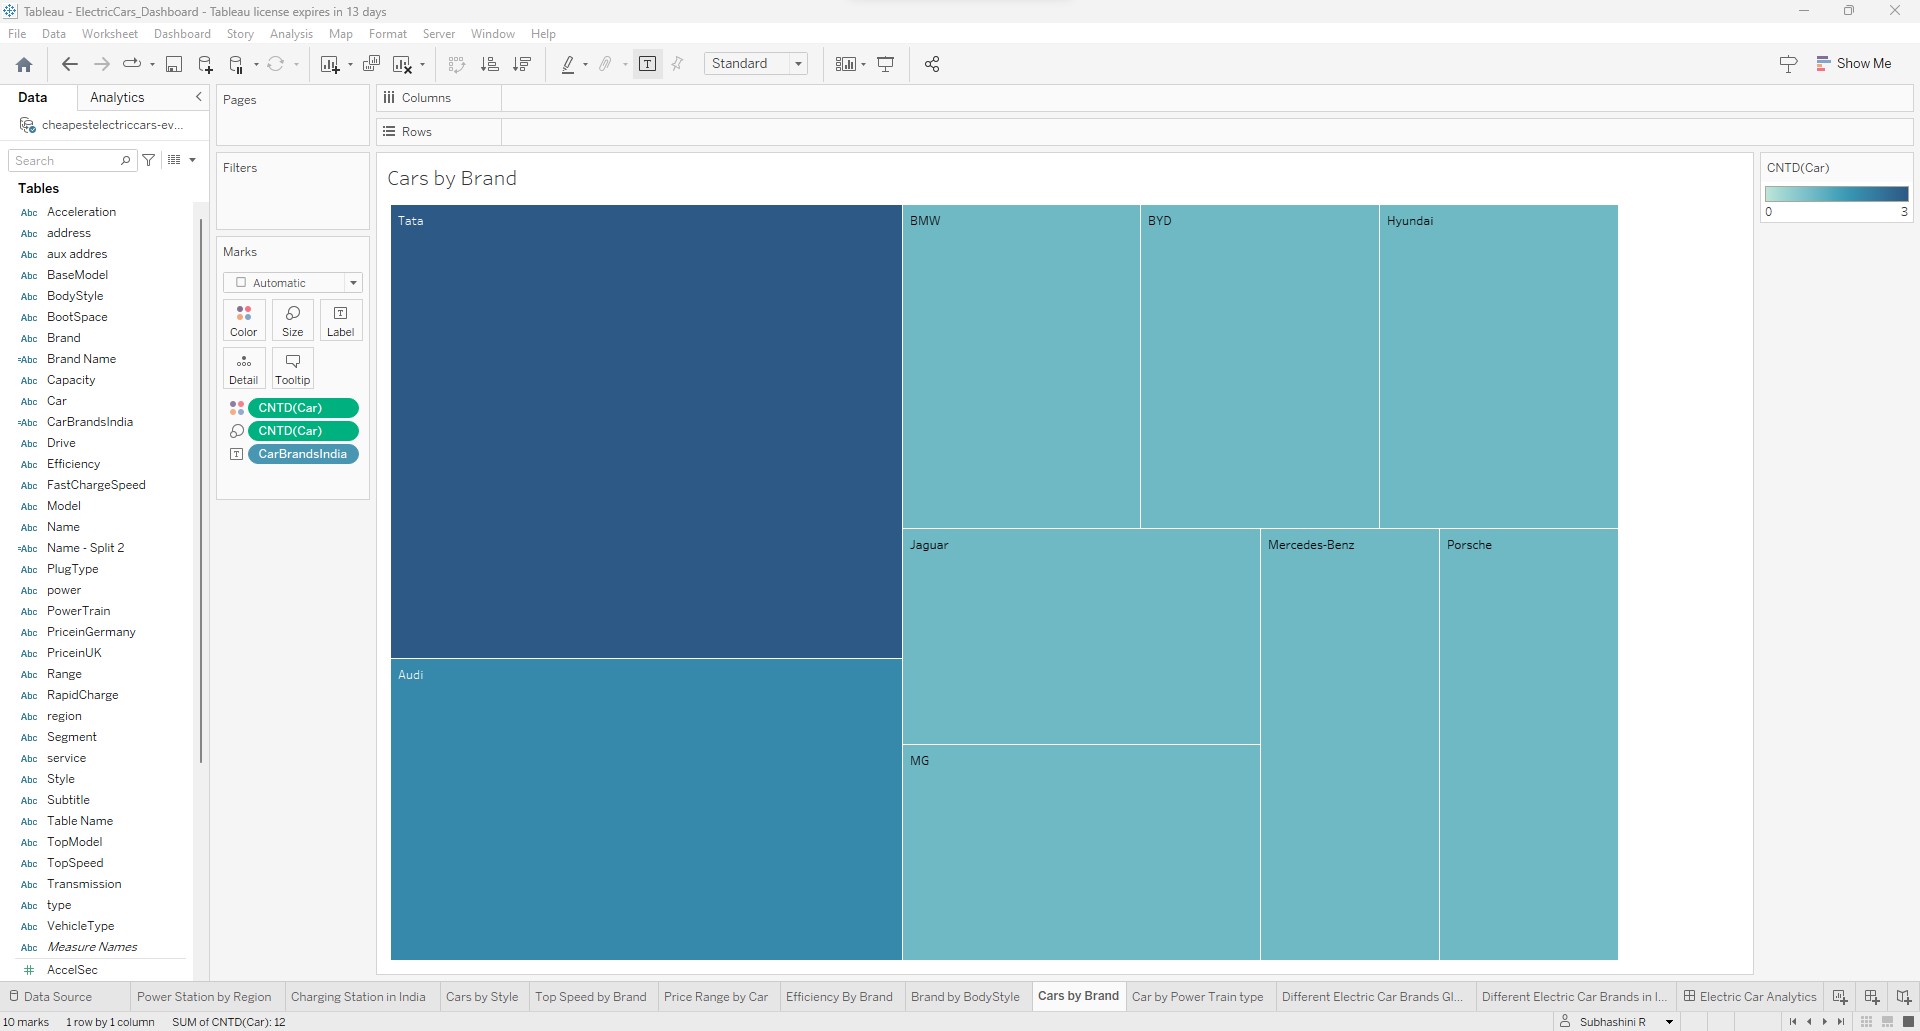 Tableau - ElectricCars_Dashboard - Tableau license expires in 13 days
File Data Worksheet Dashboard Story Analysis Map Format Server Window Help
Standard
Show Me
Data Analytics
cheapestelectriccars-ev...
Search
Tables
Abc Acceleration
Abc address
Abc aux addres
Abc BaseModel
Abc BodyStyle
Abc BootSpace
Abc Brand
=Abc Brand Name
Abc Capacity
Abc Car
=Abc CarBrandsIndia
Abc Drive
Abc Efficiency
Abc FastChargeSpeed
Abc Model
Abc Name
=Abc Name - Split 2
Abc PlugType
Abc power
Abc PowerTrain
Abc PriceinGermany
Abc PriceinUK
Abc Range
Abc RapidCharge
Abc region
Abc Segment
Abc service
Abc Style
Abc Subtitle
Abc Table Name
Abc TopModel
Abc TopSpeed
Abc Transmission
Abc type
Abc VehicleType
Abc Measure Names
# AccelSec
Pages
Filters
Marks
Automatic
Color Size Label
Detail Tooltip
CNTD(Car)
CNTD(Car)
CarBrandsIndia
Columns
Rows
Cars by Brand
Tata
BMW
BYD
Hyundai
Audi
Jaguar
Mercedes-Benz
Porsche
MG
CNTD(Car)
0 3
Data Source Power Station by Region Charging Station in India Cars by Style Top Speed by Brand Price Range by Car Efficiency By Brand Brand by BodyStyle Cars by Brand Car by Power Train type Different Electric Car Brands Gl... Different Electric Car Brands in I... Electric Car Analytics
10 marks 1 row by 1 column SUM of CNTD(Car): 12 Subhashini R